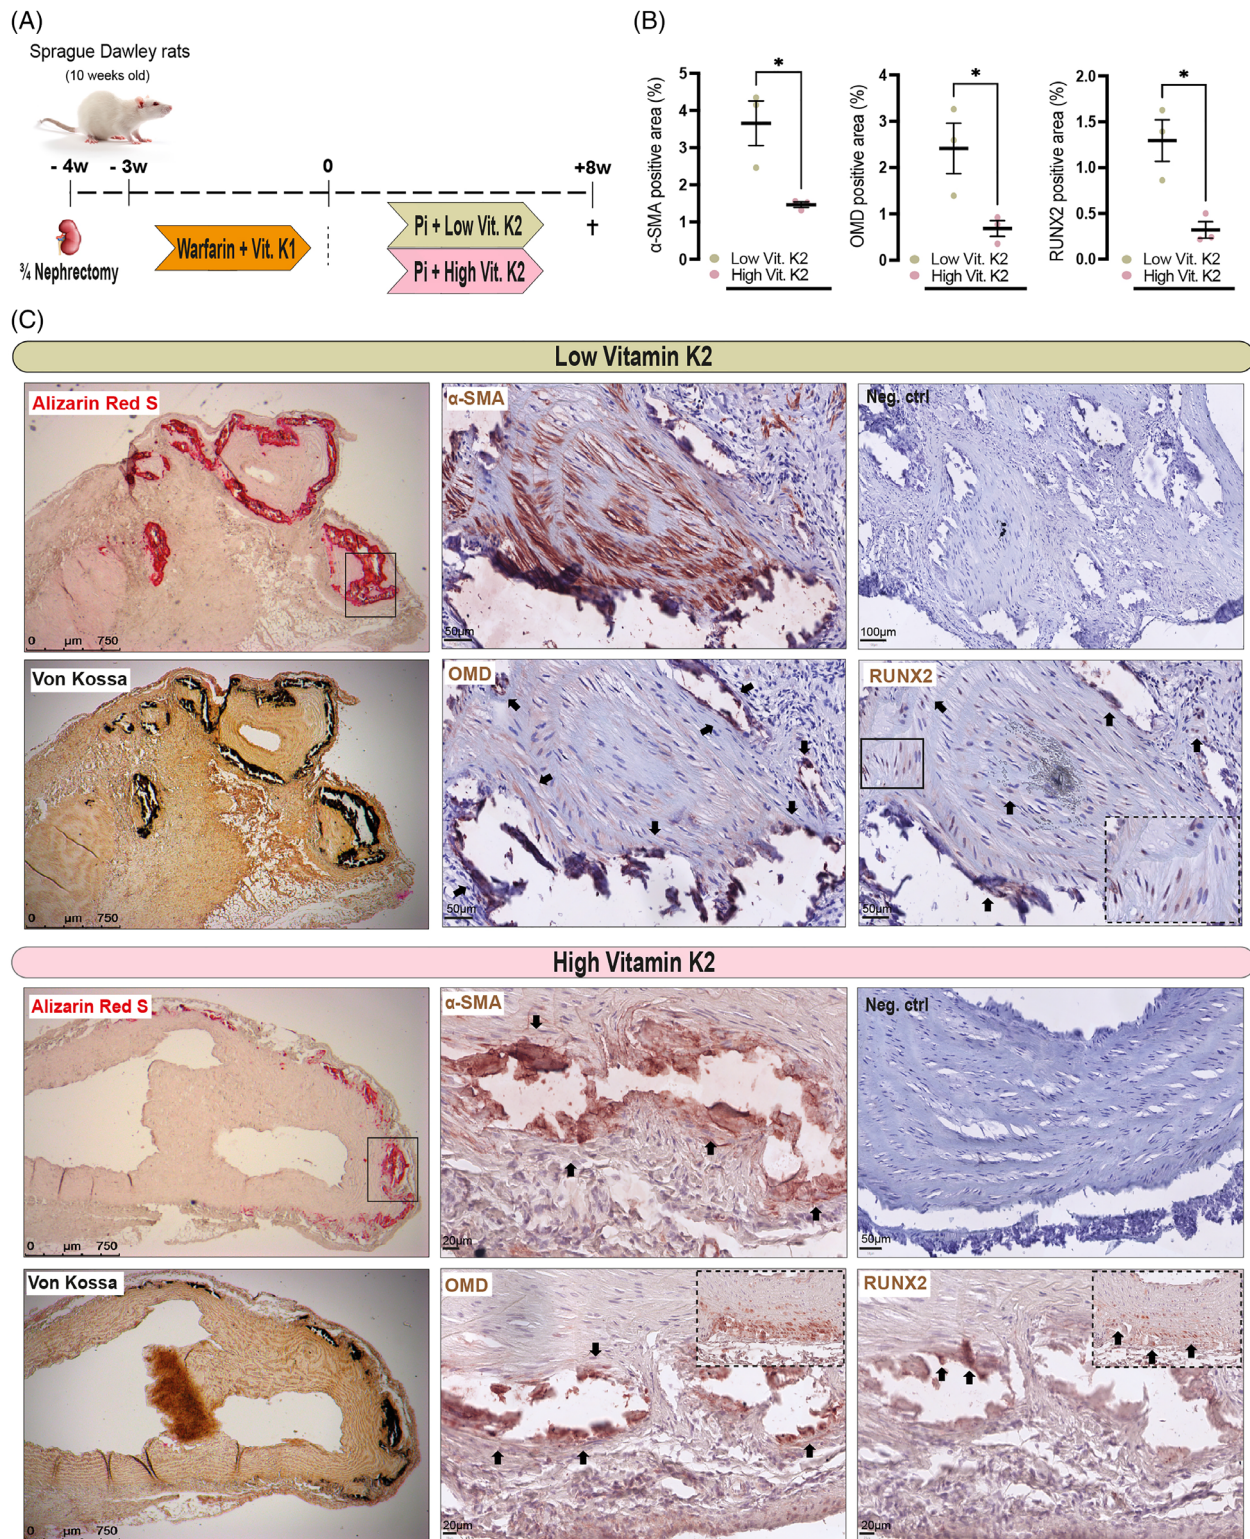 (A)
Sprague Dawley rats
(10 weeks old)
- 4w
- 3w
0
+8w
¾ Nephrectomy
Warfarin + Vit. K1
Pi + Low Vit. K2
Pi + High Vit. K2
†
(B)
α-SMA positive area (%)
5
4
3
2
1
0
*
Low Vit. K2
High Vit. K2
OMD positive area (%)
4
3
2
1
0
*
Low Vit. K2
High Vit. K2
RUNX2 positive area (%)
2.0
1.5
1.0
0.5
0.0
*
Low Vit. K2
High Vit. K2
(C)
Low Vitamin K2
Alizarin Red S
0 µm 750
α-SMA
50µm
Neg. ctrl
100µm
Von Kossa
0 µm 750
OMD
50µm
RUNX2
50µm
High Vitamin K2
Alizarin Red S
0 µm 750
α-SMA
20µm
Neg. ctrl
50µm
Von Kossa
0 µm 750
OMD
20µm
RUNX2
20µm